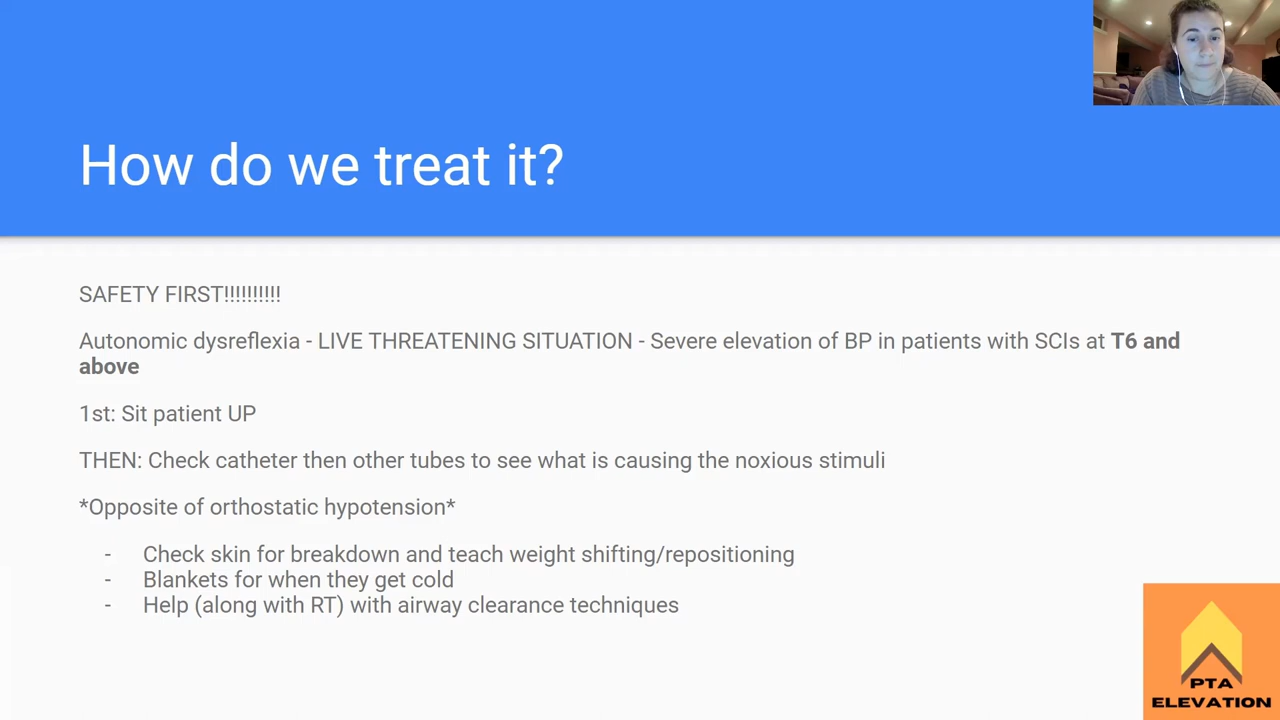 How do we treat it?
SAFETY FIRST!!!!!!!!!!
Autonomic dysreflexia - LIVE THREATENING SITUATION - Severe elevation of BP in patients with SCIs at T6 and
above
1st: Sit patient UP
THEN: Check catheter then other tubes to see what is causing the noxious stimuli
*Opposite of orthostatic hypotension*
- Check skin for breakdown and teach weight shifting/repositioning
- Blankets for when they get cold
- Help (along with RT) with airway clearance techniques
PTA
ELEVATION